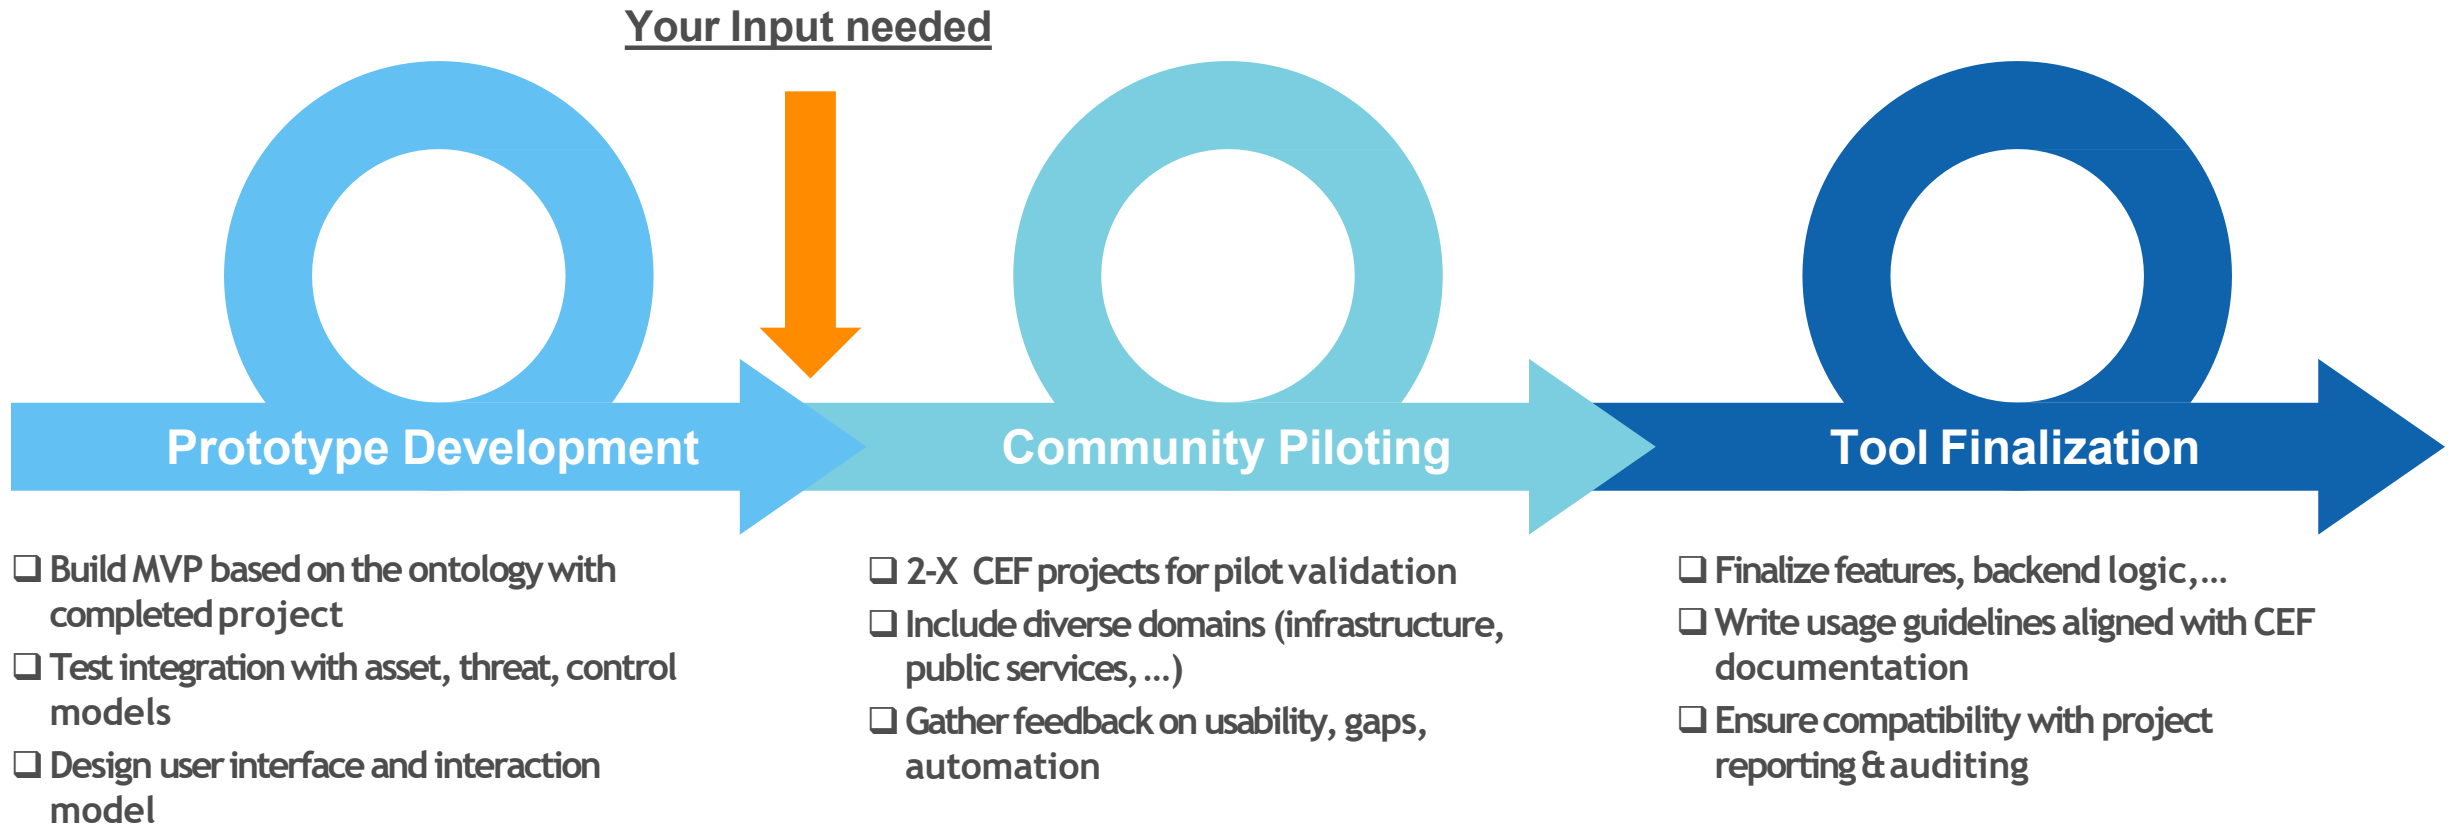 Your Input needed
Prototype Development
❑ Build MVP based on the ontology with
completed project
❑ Test integration with asset, threat, control
models
❑ Design user interface and interaction
model
Community Piloting
❑ 2-X CEF projects for pilot validation
❑ Include diverse domains (infrastructure,
public services, …)
❑ Gather feedback on usability, gaps,
automation
Tool Finalization
❑ Finalize features, backend logic,…
❑ Write usage guidelines aligned with CEF
documentation
❑ Ensure compatibility with project
reporting & auditing